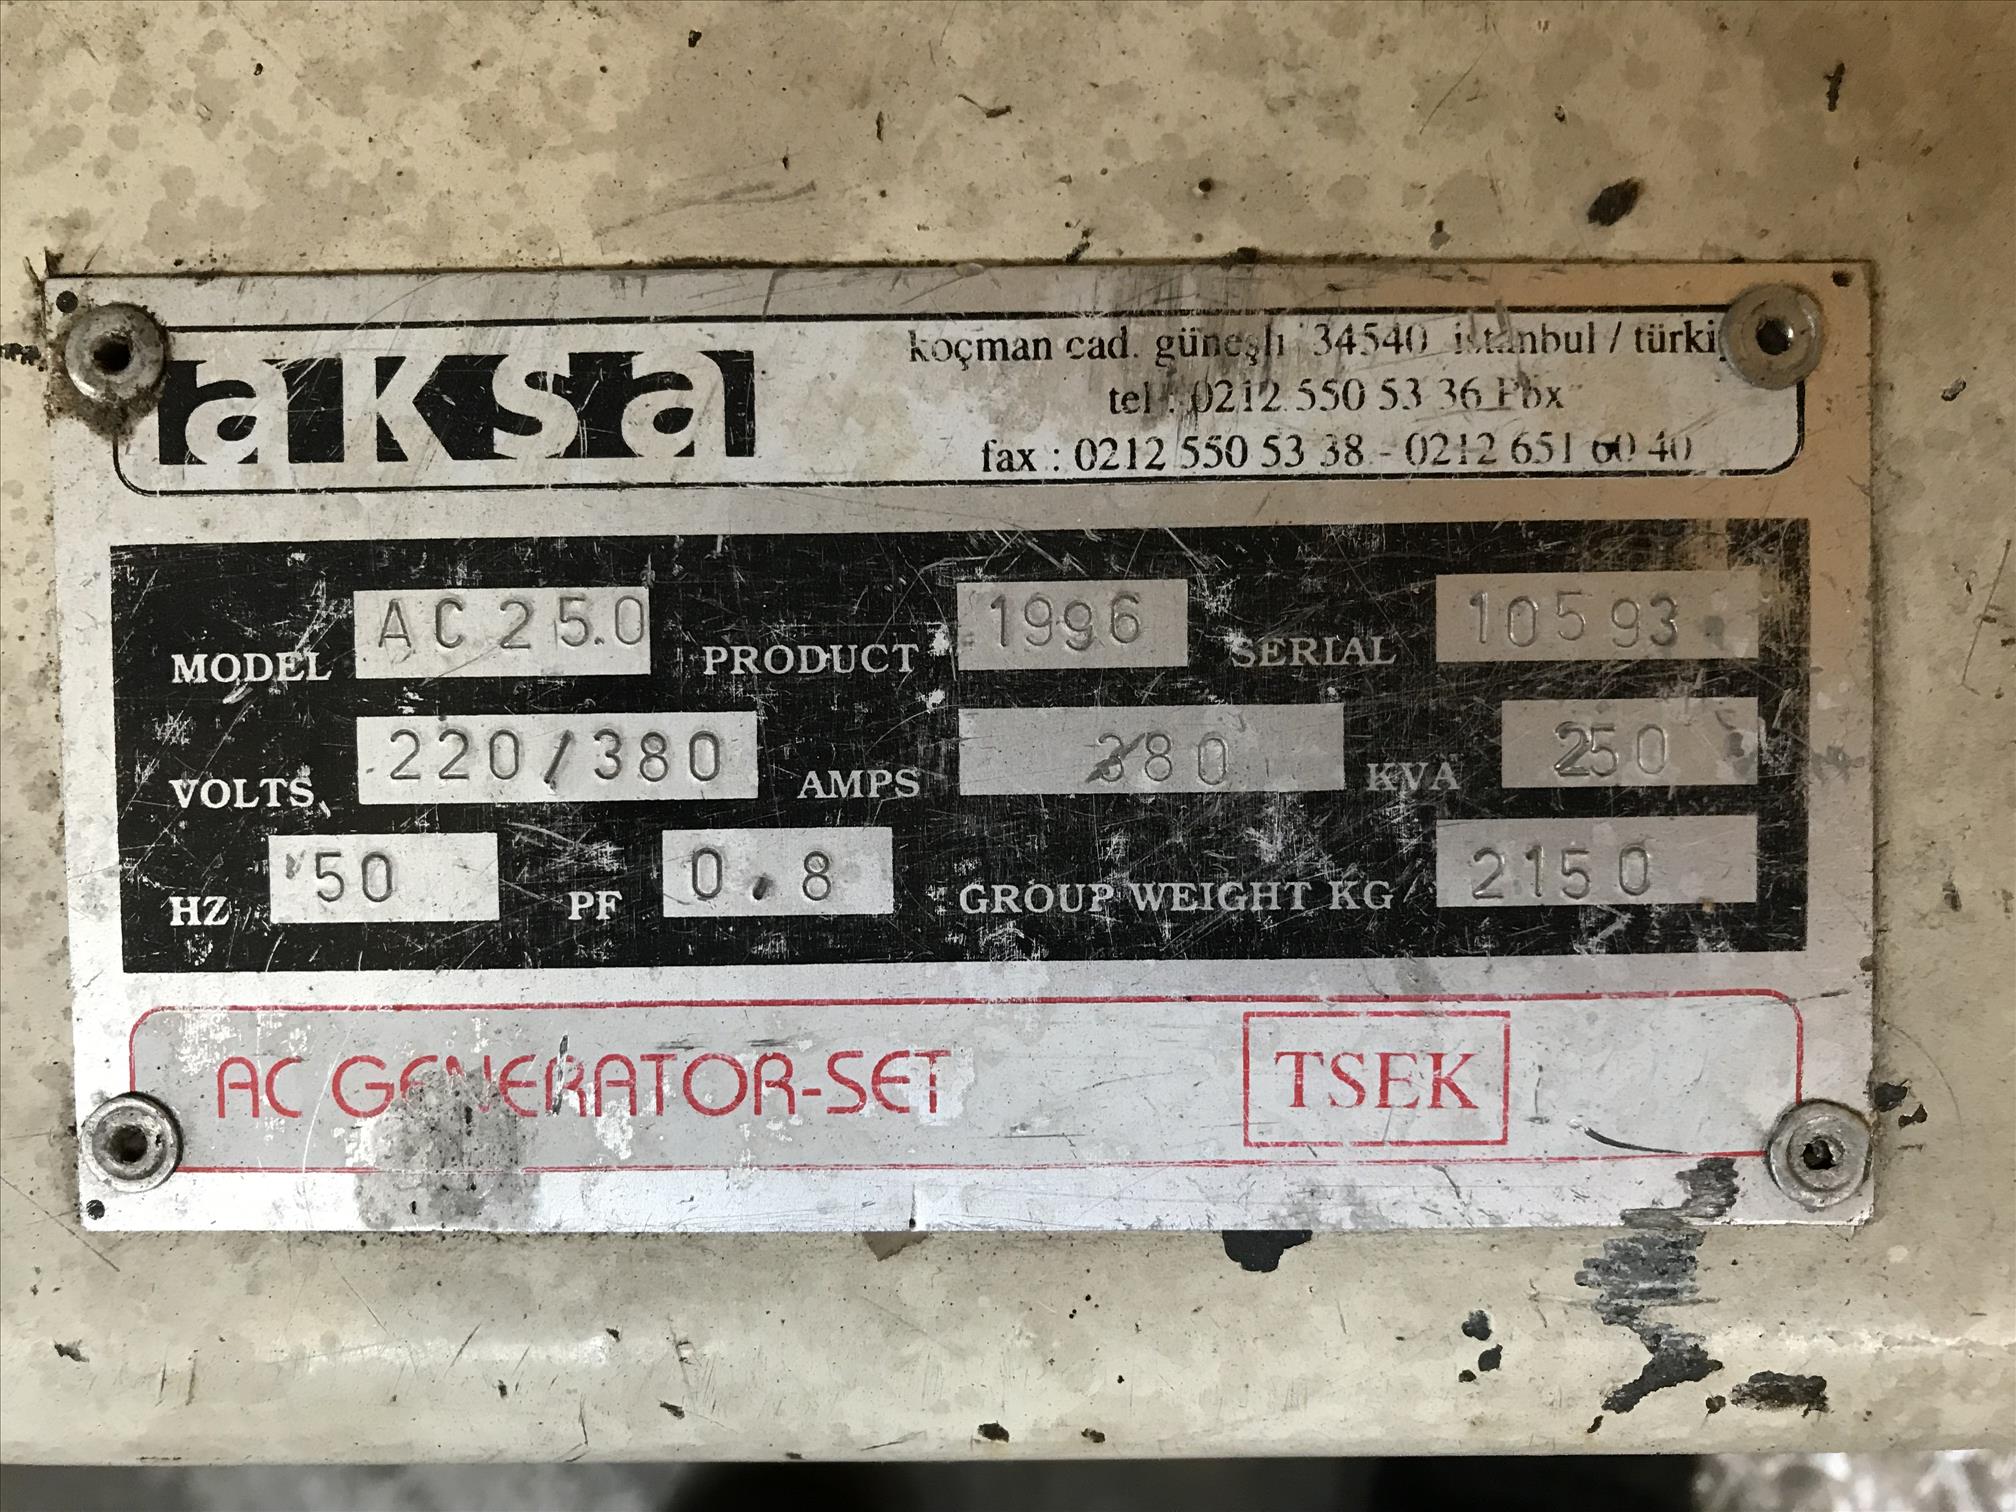 aksa
koçman cad. güneşli 34540 istanbul / türki
tel : 0212 550 53 36 Pbx
fax : 0212 550 53 38 - 0212 651 60 40
MODEL AC 250 PRODUCT 1996 SERIAL 10593
VOLTS 220/380 AMPS 380 KVA 250
HZ 50 PF 0.8 GROUP WEIGHT KG 2150
AC GENERATOR-SET TSEK